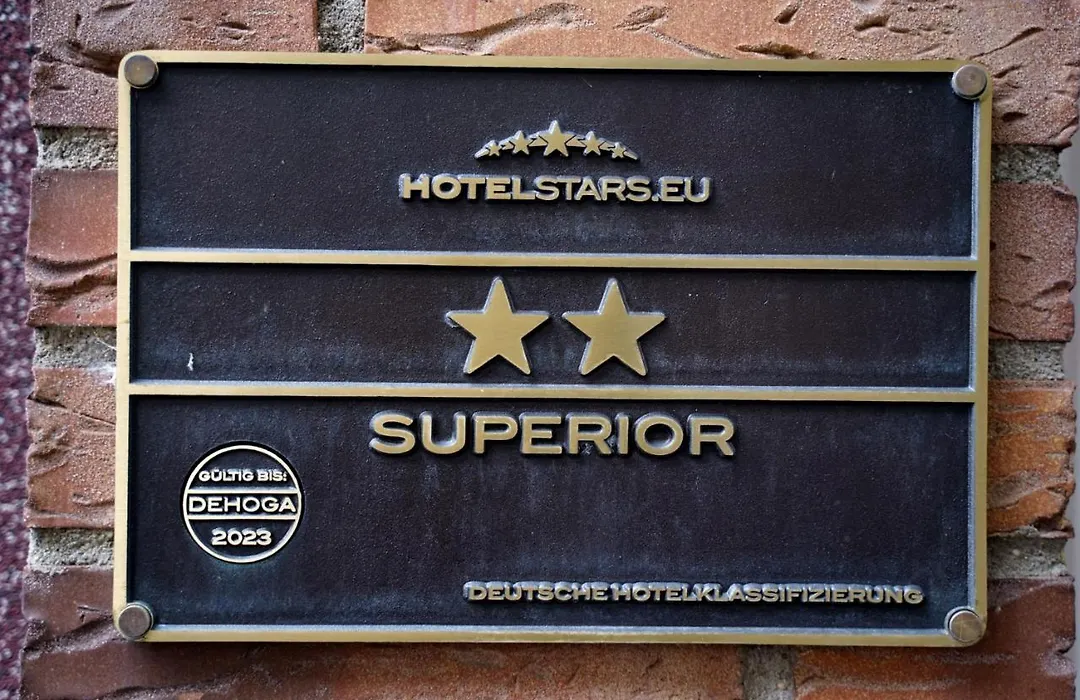 HOTELSTARS.EU
SUPERIOR
GÜLTIG BIS:
DEHOGA
2023
DEUTSCHE HOTELKLASSIFIZIERUNG